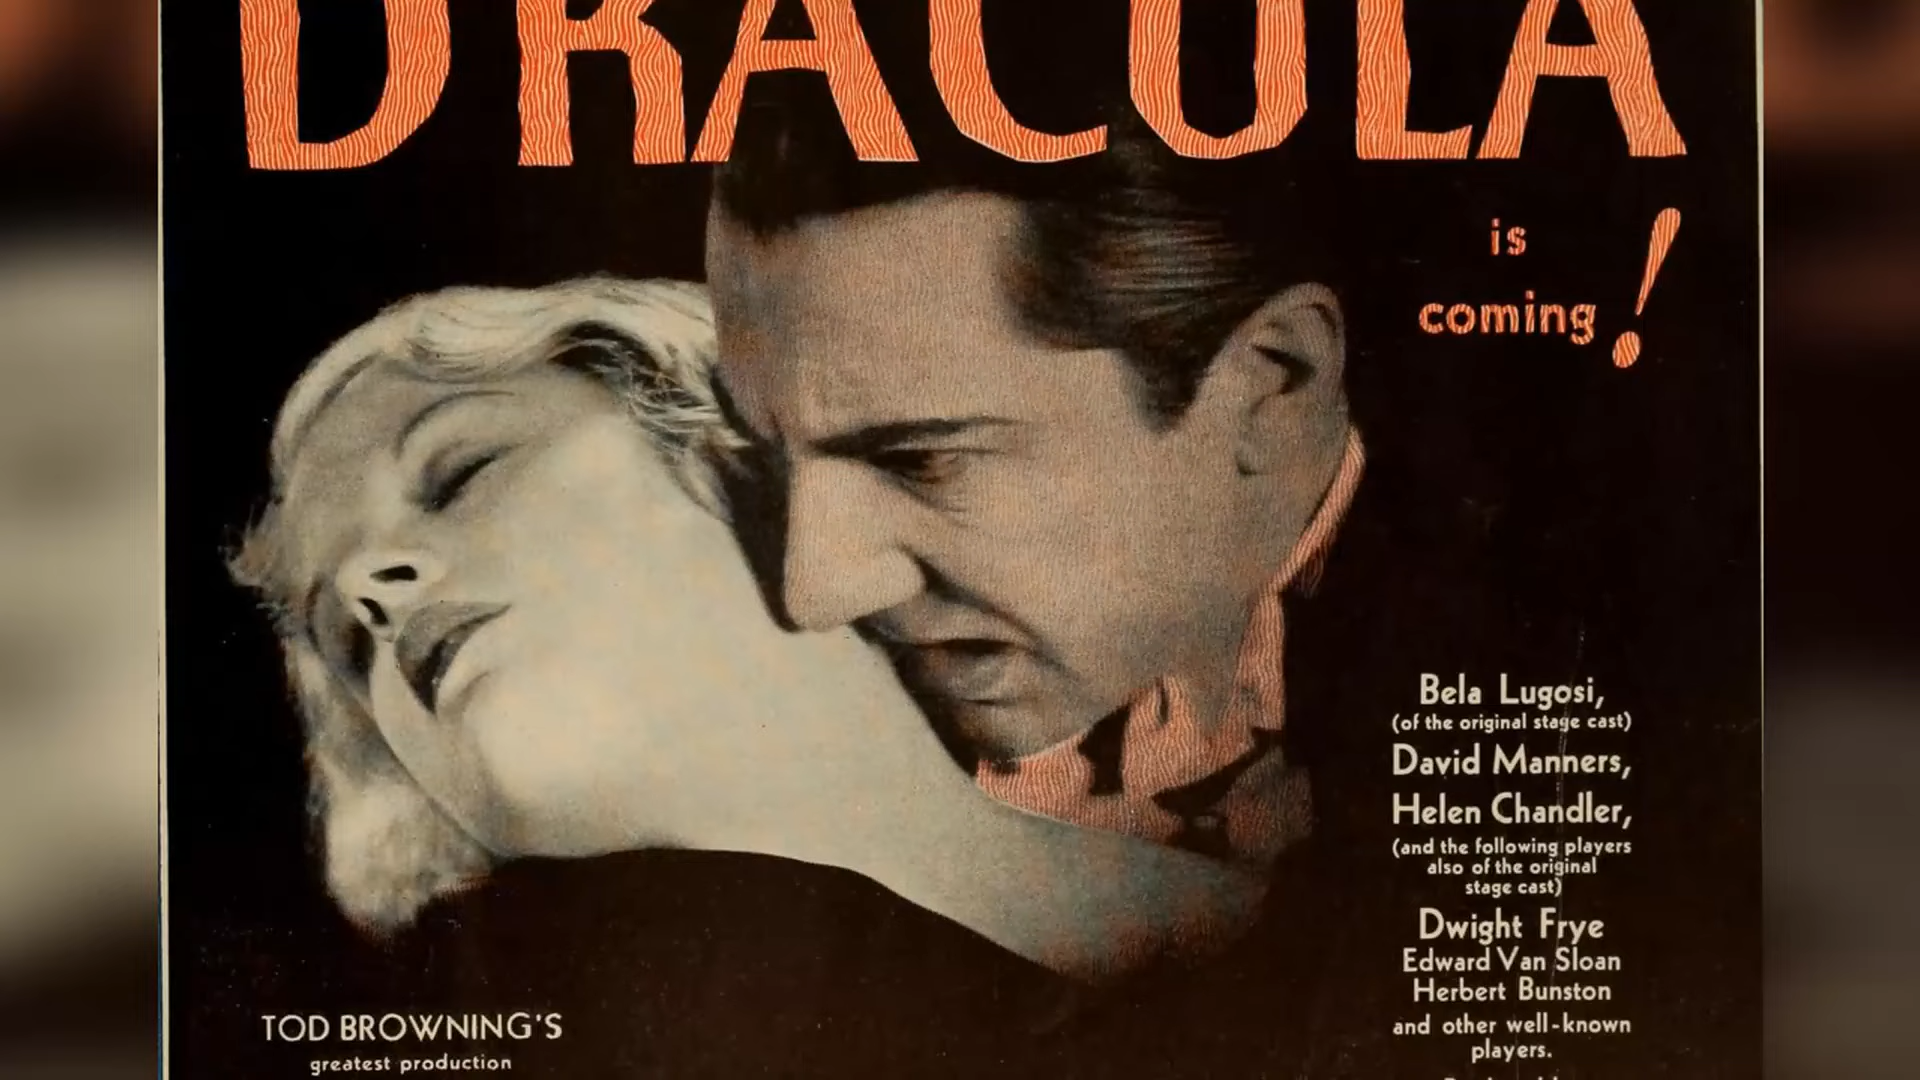 DRACULA
is
coming!
Bela Lugosi,
(of the original stage cast)
David Manners,
Helen Chandler,
(and the following players
also of the original
stage cast)
Dwight Frye
Edward Van Sloan
Herbert Bunston
and other well-known
players.
TOD BROWNING'S
greatest production